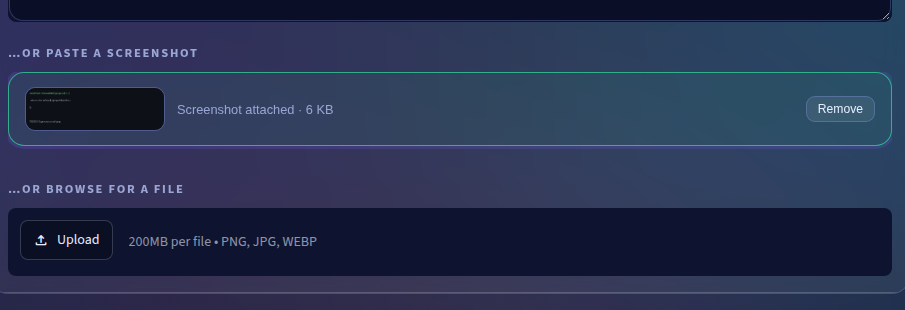 ...OR PASTE A SCREENSHOT
Screenshot attached · 6 KB
Remove
...OR BROWSE FOR A FILE
Upload
200MB per file • PNG, JPG, WEBP